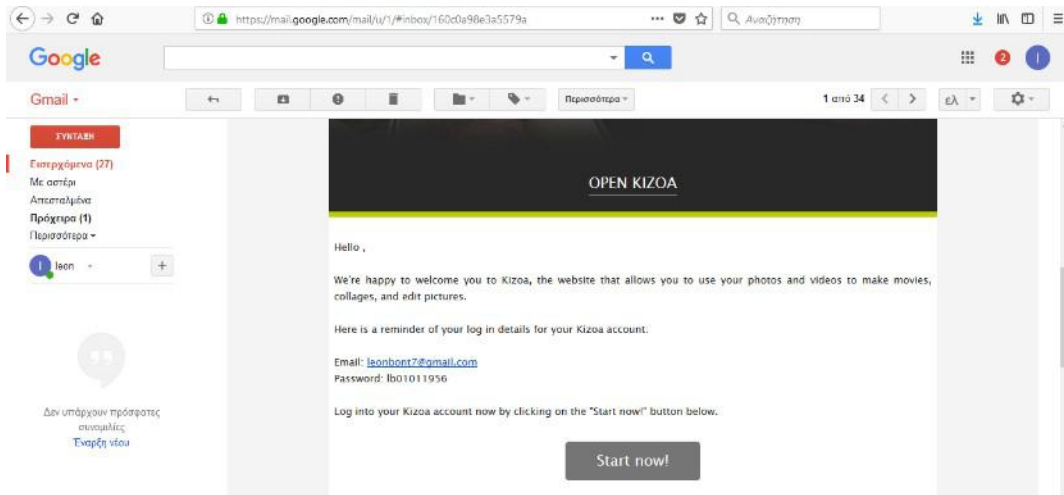 https://mail.google.com/mail/u/1/#inbox/160c0a98e3a5579a
Αναζήτηση
Google
2
Gmail
Περισσότερα
1 από 34
ελ
ΣΥΝΤΑΞΗ
Εισερχόμενα (27)
Με αστέρι
Απεσταλμένα
Πρόχειρα (1)
Περισσότερα
leon
Δεν υπάρχουν πρόσφατες
συνομιλίες
Έναρξη νέου
OPEN KIZOA
Hello ,
We're happy to welcome you to Kizoa, the website that allows you to use your photos and videos to make movies,
collages, and edit pictures.
Here is a reminder of your log in details for your Kizoa account.
Email: leonbont7@gmail.com
Password: lb01011956
Log into your Kizoa account now by clicking on the "Start now!" button below.
Start now!